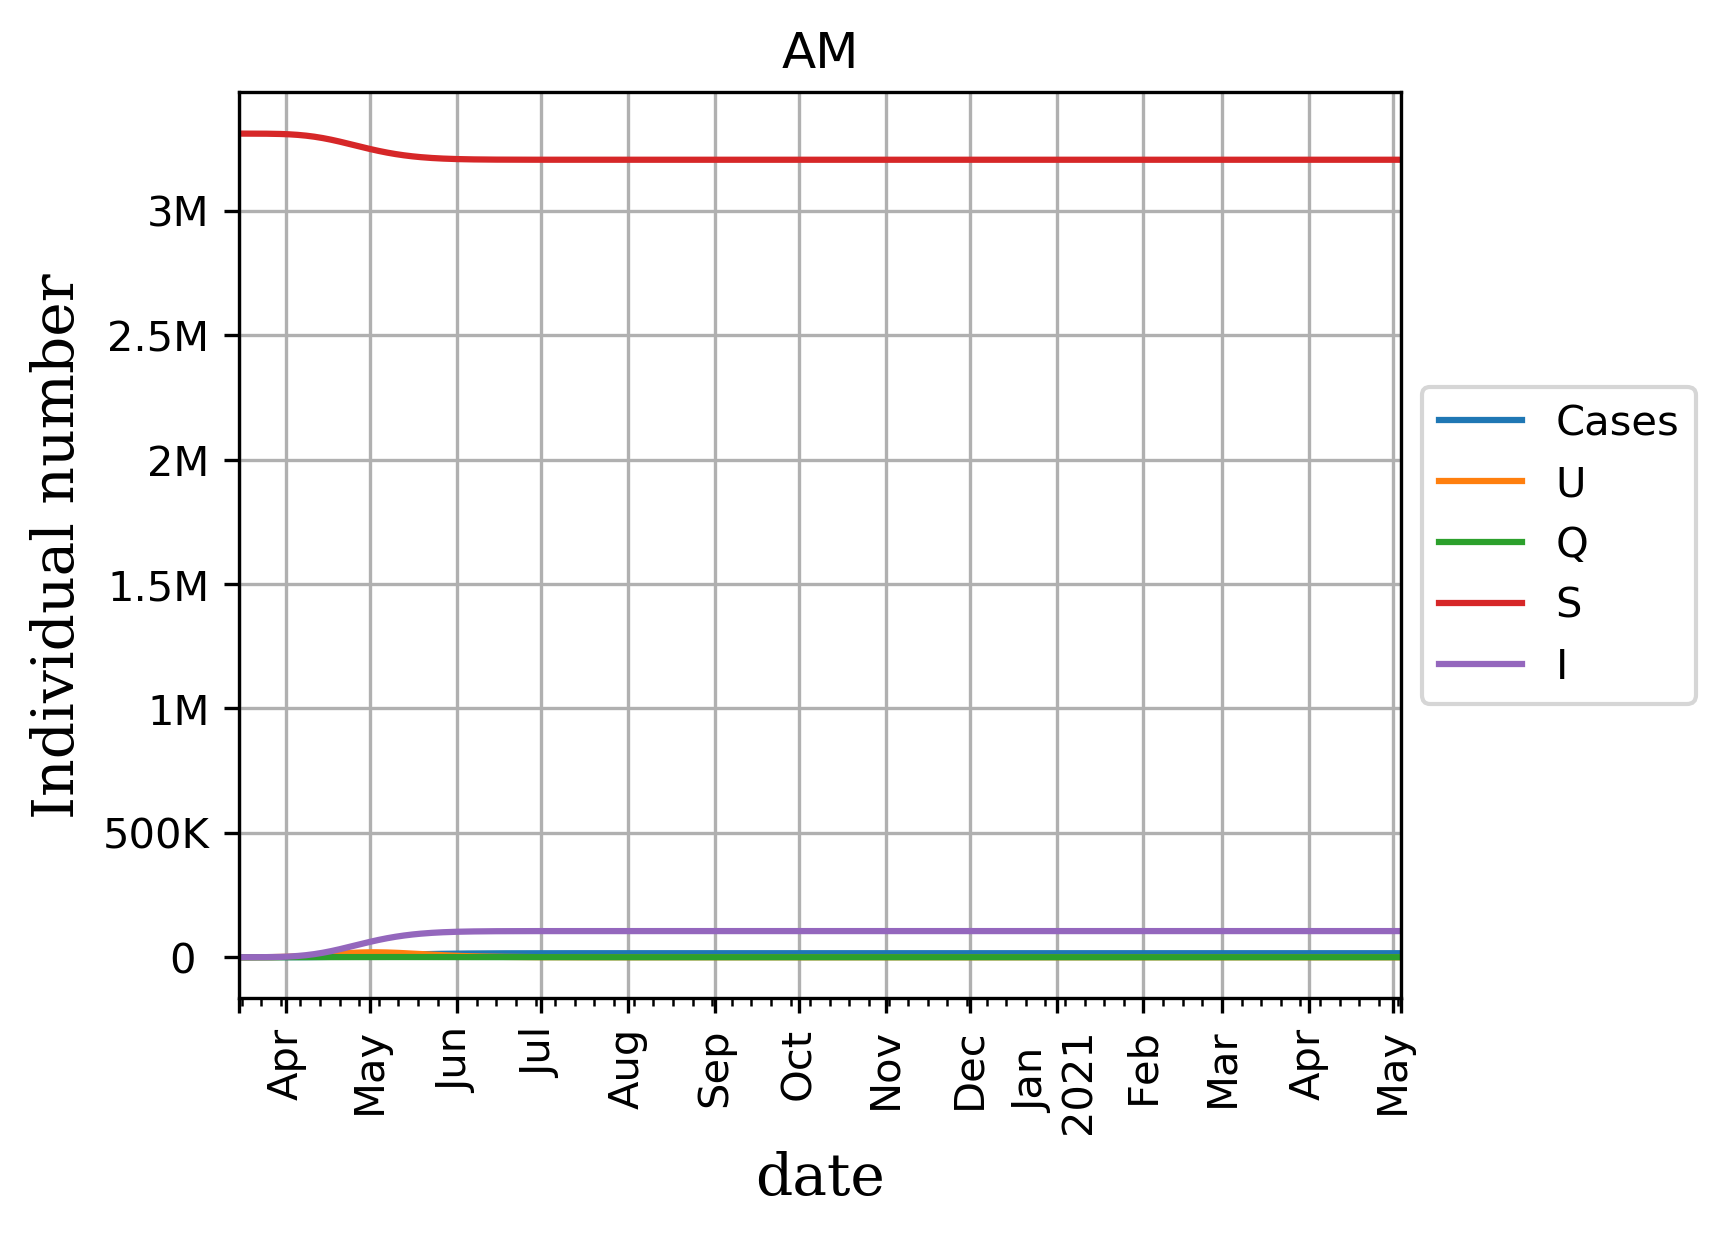 AM
Individual number
3M
2.5M
2M
1.5M
1M
500K
0
Cases
U
Q
S
I
Apr
May
Jun
Jul
Aug
Sep
Oct
Nov
Dec
Jan
2021
Feb
Mar
Apr
May
date